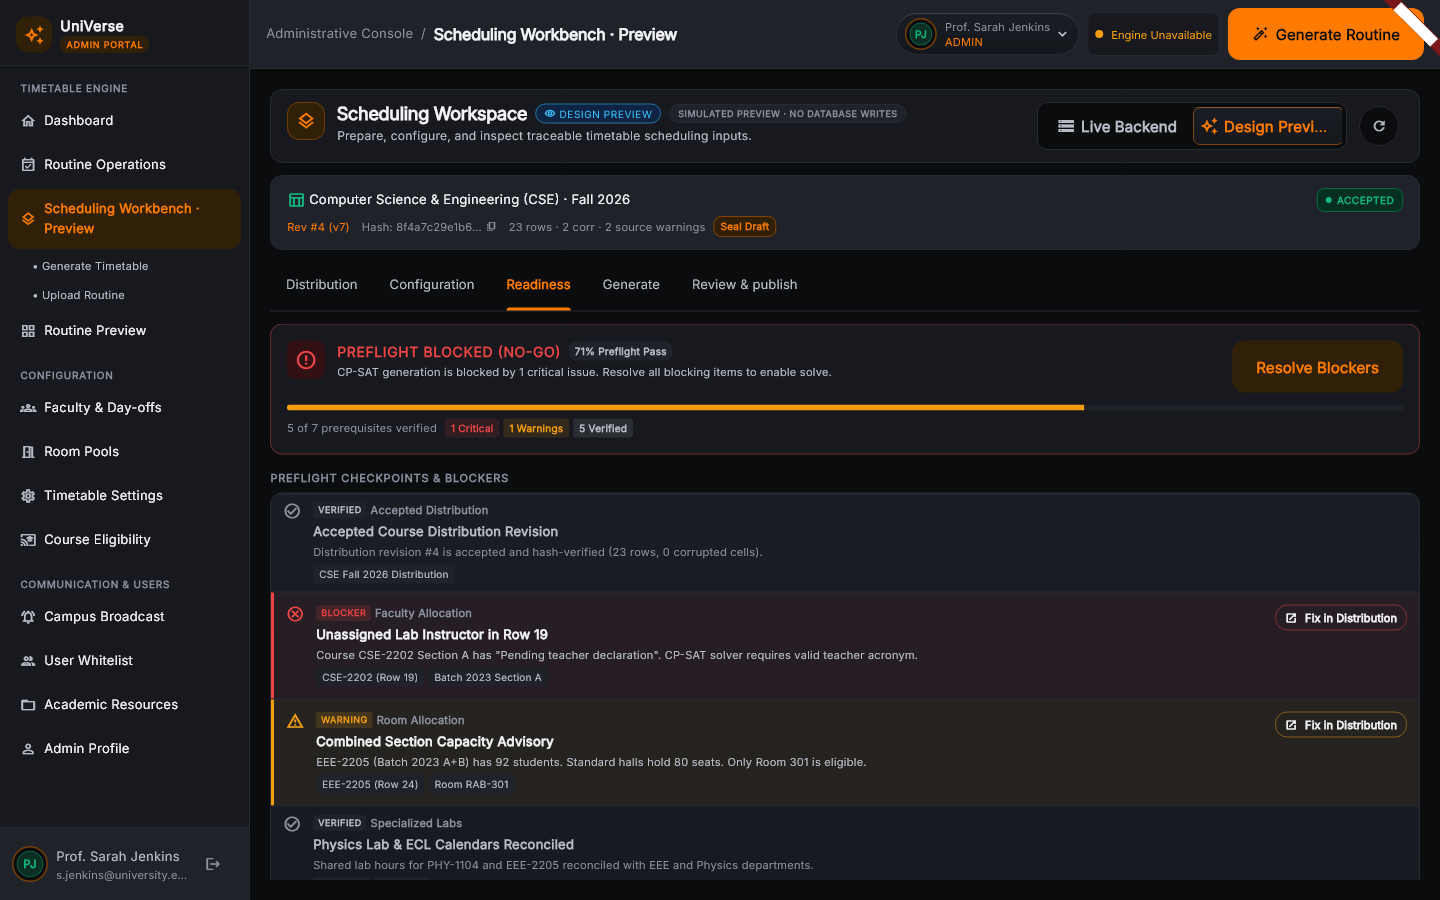 UniVerse
ADMIN PORTAL
TIMETABLE ENGINE
Dashboard
Routine Operations
Scheduling Workbench ·
Preview
• Generate Timetable
• Upload Routine
Routine Preview
CONFIGURATION
Faculty & Day-offs
Room Pools
Timetable Settings
Course Eligibility
COMMUNICATION & USERS
Campus Broadcast
User Whitelist
Academic Resources
Admin Profile
PJ
Prof. Sarah Jenkins
s.jenkins@university.e...
Administrative Console / Scheduling Workbench · Preview
PJ
Prof. Sarah Jenkins
ADMIN
Engine Unavailable
Generate Routine
Scheduling Workspace
DESIGN PREVIEW
SIMULATED PREVIEW · NO DATABASE WRITES
Prepare, configure, and inspect traceable timetable scheduling inputs.
Live Backend
Design Previ...
Computer Science & Engineering (CSE) · Fall 2026
ACCEPTED
Rev #4 (v7)
Hash: 8f4a7c29e1b6...
23 rows · 2 corr · 2 source warnings
Seal Draft
Distribution
Configuration
Readiness
Generate
Review & publish
PREFLIGHT BLOCKED (NO-GO)
71% Preflight Pass
CP-SAT generation is blocked by 1 critical issue. Resolve all blocking items to enable solve.
Resolve Blockers
5 of 7 prerequisites verified
1 Critical
1 Warnings
5 Verified
PREFLIGHT CHECKPOINTS & BLOCKERS
VERIFIED Accepted Distribution
Accepted Course Distribution Revision
Distribution revision #4 is accepted and hash-verified (23 rows, 0 corrupted cells).
CSE Fall 2026 Distribution
BLOCKER Faculty Allocation
Unassigned Lab Instructor in Row 19
Course CSE-2202 Section A has "Pending teacher declaration". CP-SAT solver requires valid teacher acronym.
CSE-2202 (Row 19)
Batch 2023 Section A
Fix in Distribution
WARNING Room Allocation
Combined Section Capacity Advisory
EEE-2205 (Batch 2023 A+B) has 92 students. Standard halls hold 80 seats. Only Room 301 is eligible.
EEE-2205 (Row 24)
Room RAB-301
Fix in Distribution
VERIFIED Specialized Labs
Physics Lab & ECL Calendars Reconciled
Shared lab hours for PHY-1104 and EEE-2205 reconciled with EEE and Physics departments.